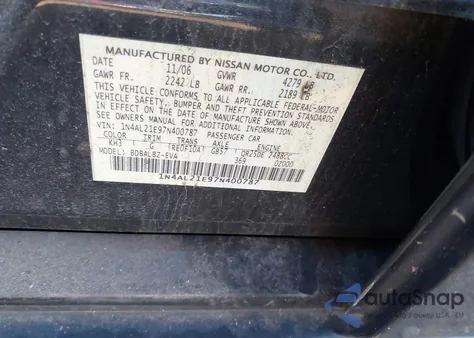 MANUFACTURED BY NISSAN MOTOR CO., LTD.
DATE 11/06 GVWR 4279 LB
GAWR FR. 2242 LB GAWR RR. 2189 LB
THIS VEHICLE CONFORMS TO ALL APPLICABLE FEDERAL MOTOR
VEHICLE SAFETY, BUMPER AND THEFT PREVENTION STANDARDS
IN EFFECT ON THE DATE OF MANUFACTURE SHOWN ABOVE.
SEE OWNERS MANUAL FOR ADDITIONAL INFORMATION
VIN: 1N4AL21E97N400787 PASSENGER CAR
COLOR TRIM TRANS AXLE ENGINE
KH3 G (RE0F10A) GB57 QR25DE 2488CC
MODEL: BDBALBZ-EVA 369 02000
1N4AL21E97N400787
autoSnap